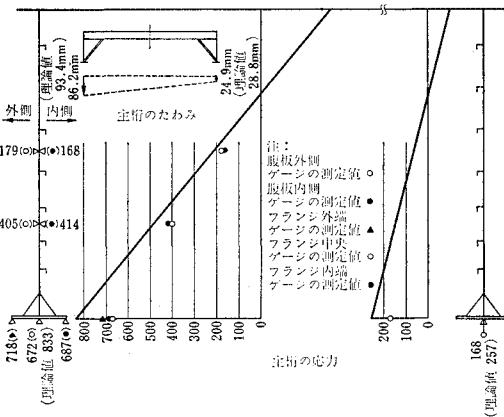 (理論値
93.4mm)
86.2mm
24.9mm
(理論値
28.8mm)
主桁のたわみ
外側 内側
179(○) (●)168
405(○) (●)414
注:
腹板外側
ゲージの測定値 ○
腹板内側
ゲージの測定値 ●
フランジ外端
ゲージの測定値 ▲
フランジ中央
ゲージの測定値 ○
フランジ内端
ゲージの測定値 ●
800 700 600 500 400 300 200 100 0
200 0
718
672(○)
(理論値 833)
687(●)
主桁の応力
168
(○)
(理論値 257)